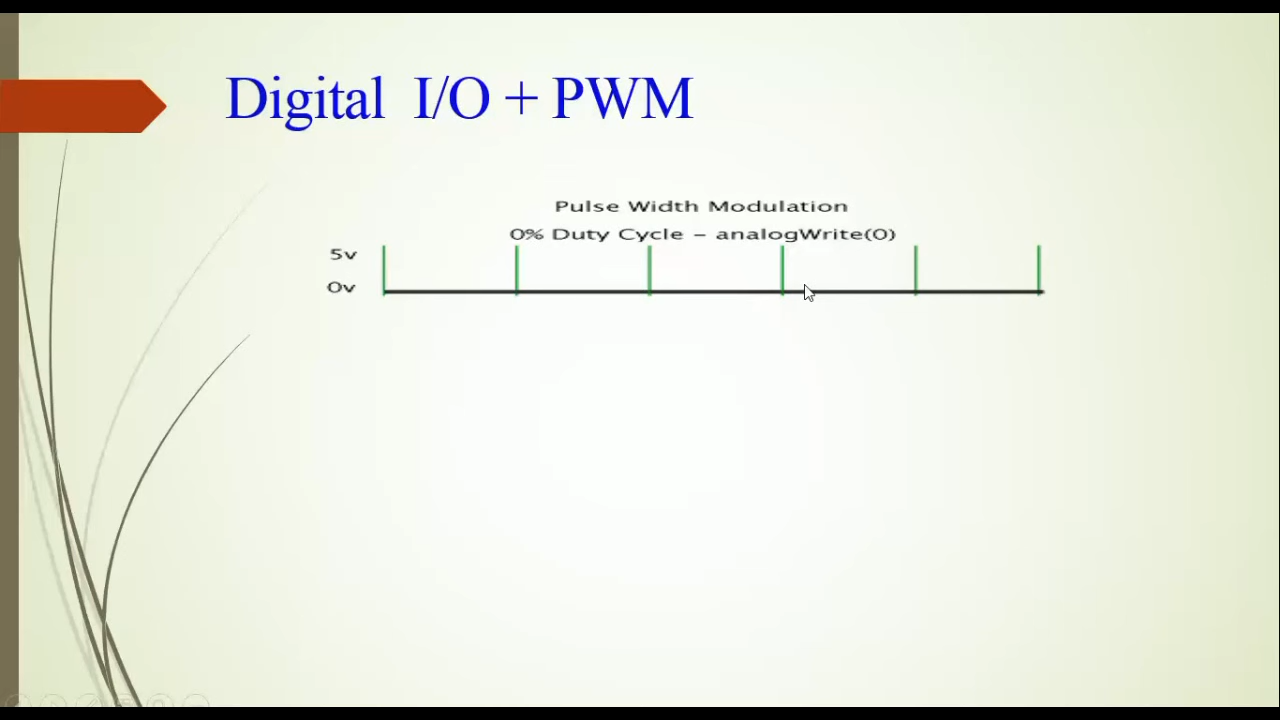 Digital I/O + PWM
Pulse Width Modulation
0% Duty Cycle – analogWrite(0)
5v
0v